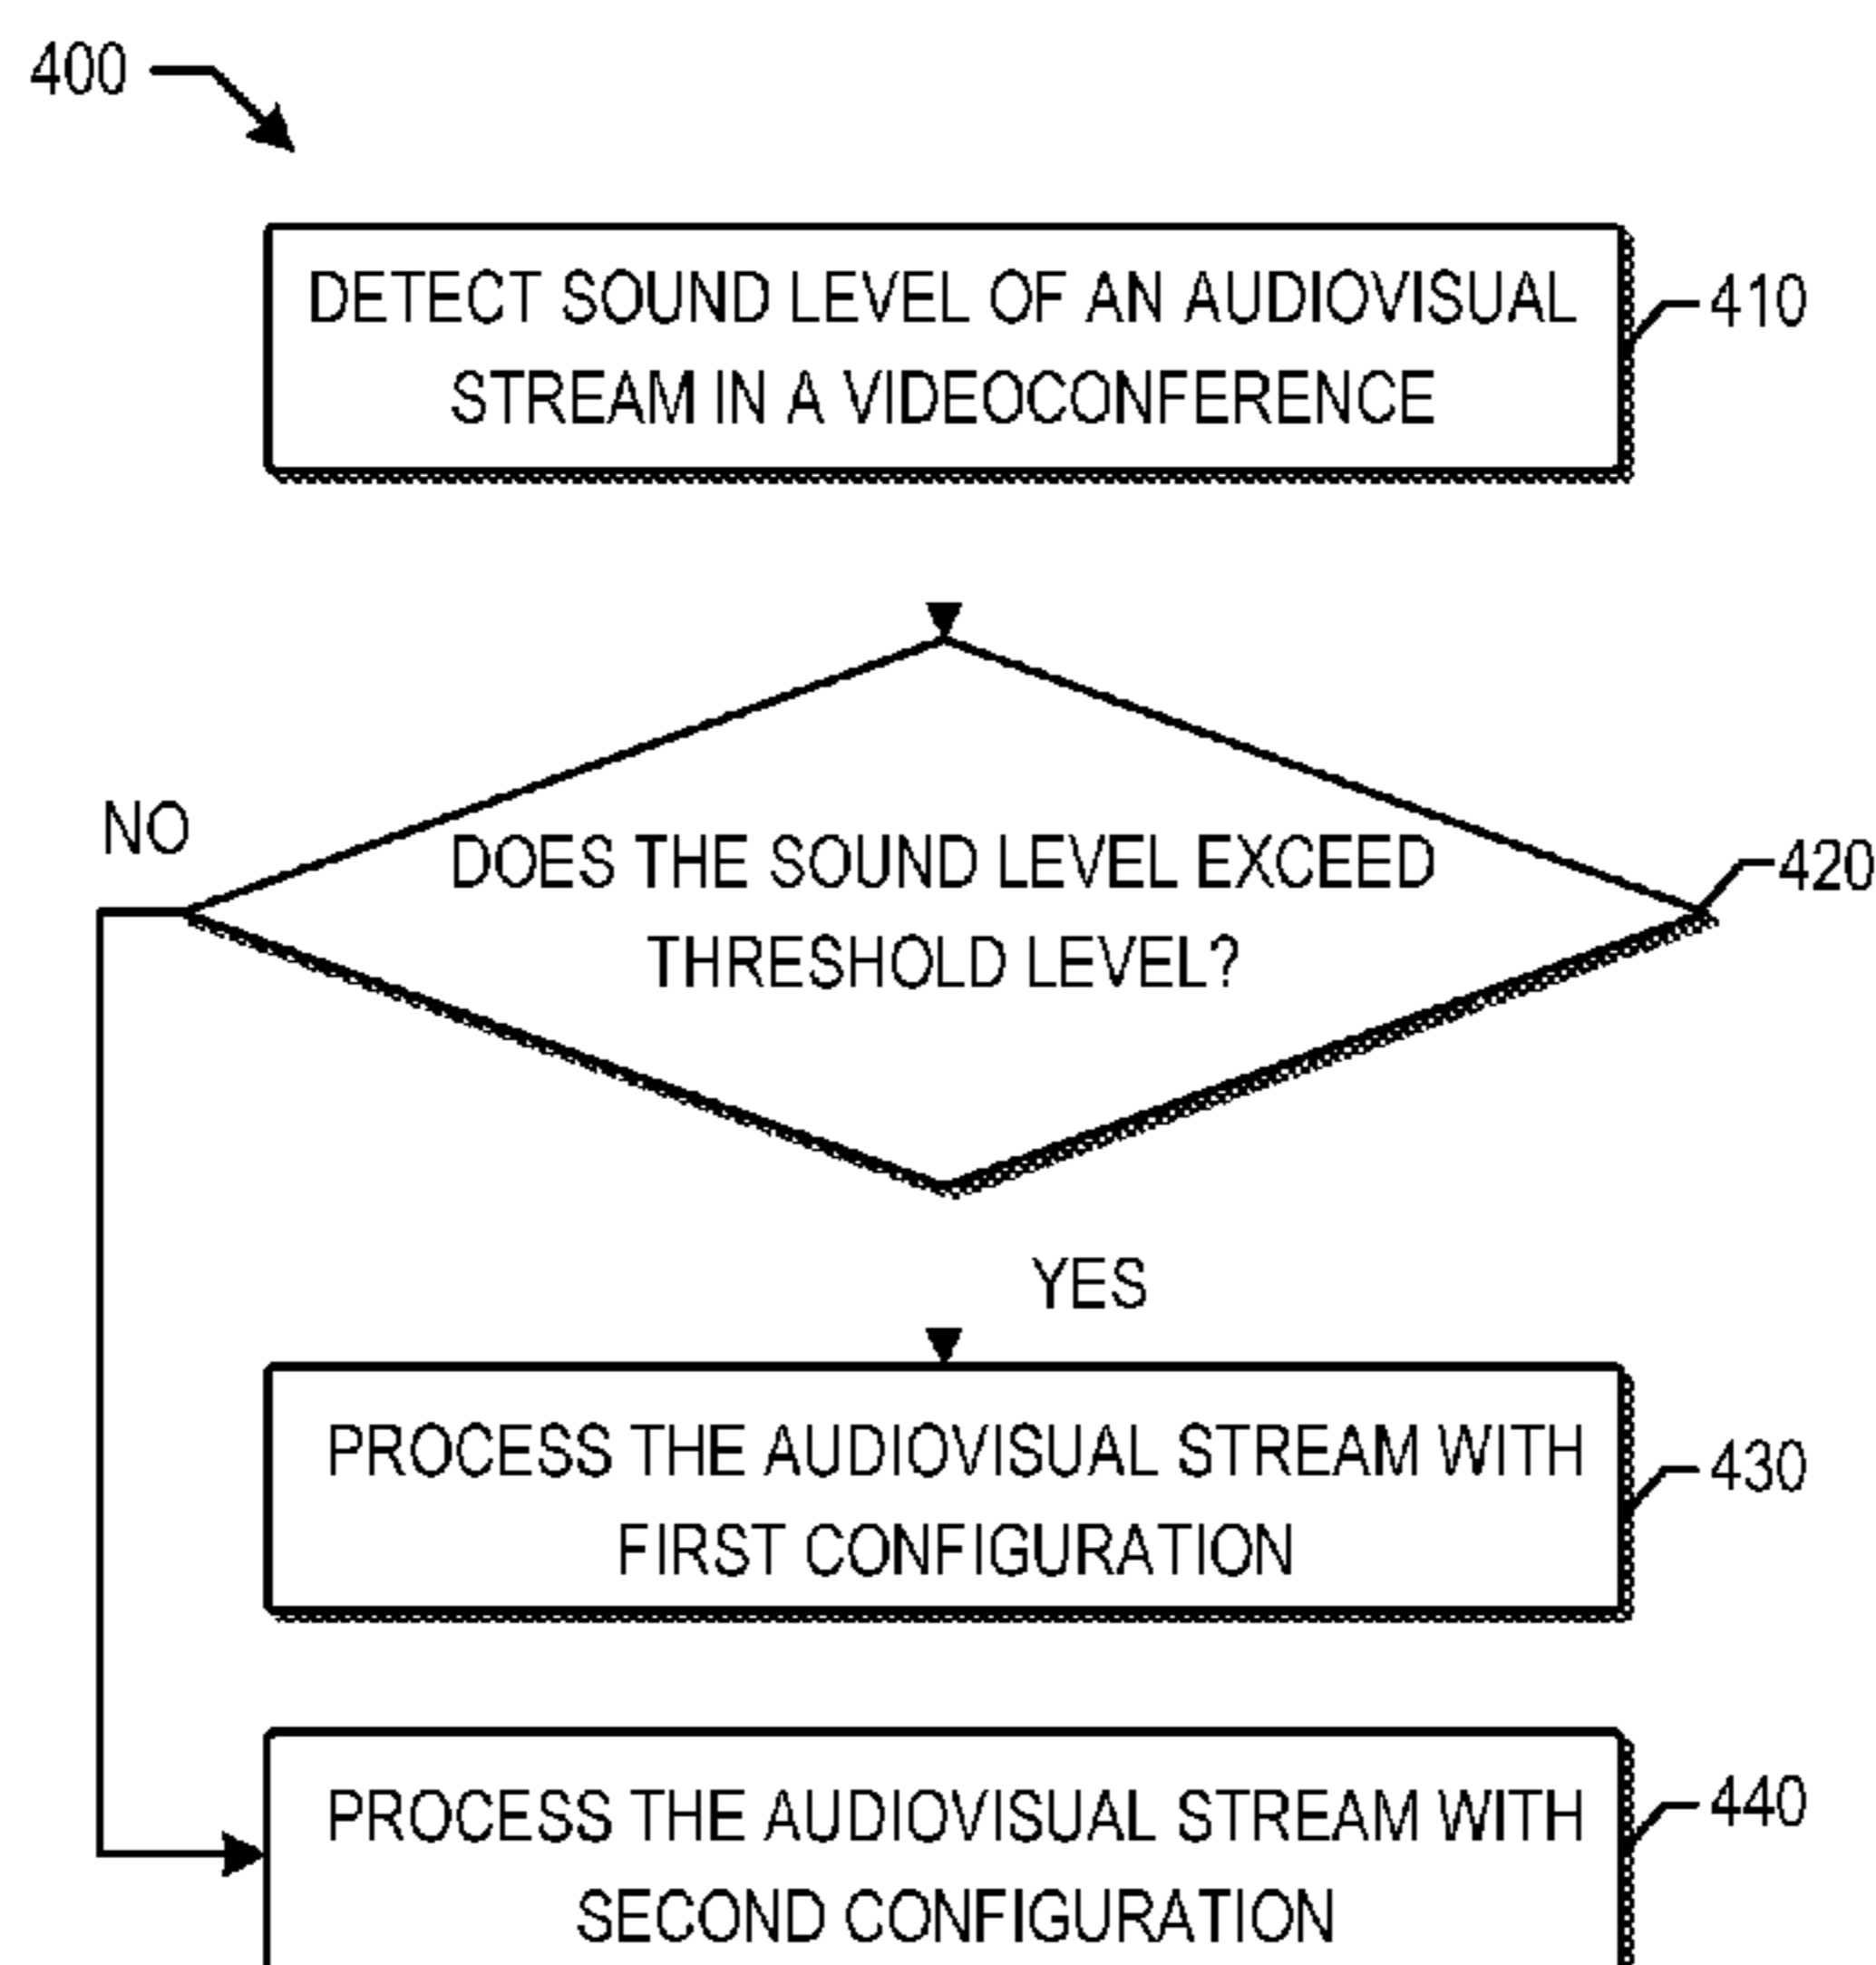 400
DETECT SOUND LEVEL OF AN AUDIOVISUAL
STREAM IN A VIDEOCONFERENCE
410
NO
DOES THE SOUND LEVEL EXCEED
THRESHOLD LEVEL?
420
YES
PROCESS THE AUDIOVISUAL STREAM WITH
FIRST CONFIGURATION
430
PROCESS THE AUDIOVISUAL STREAM WITH
SECOND CONFIGURATION
440